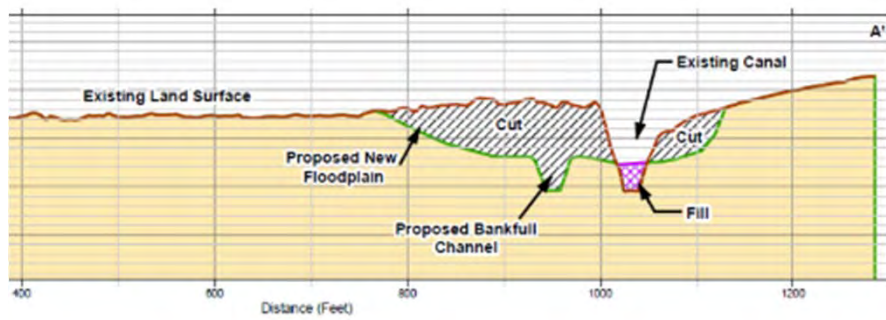 A'
Existing Canal
Existing Land Surface
Cut
Cut
Proposed New
Floodplain
Fill
Proposed Bankfull
Channel
400
600
800
1000
1200
Distance (Feet)